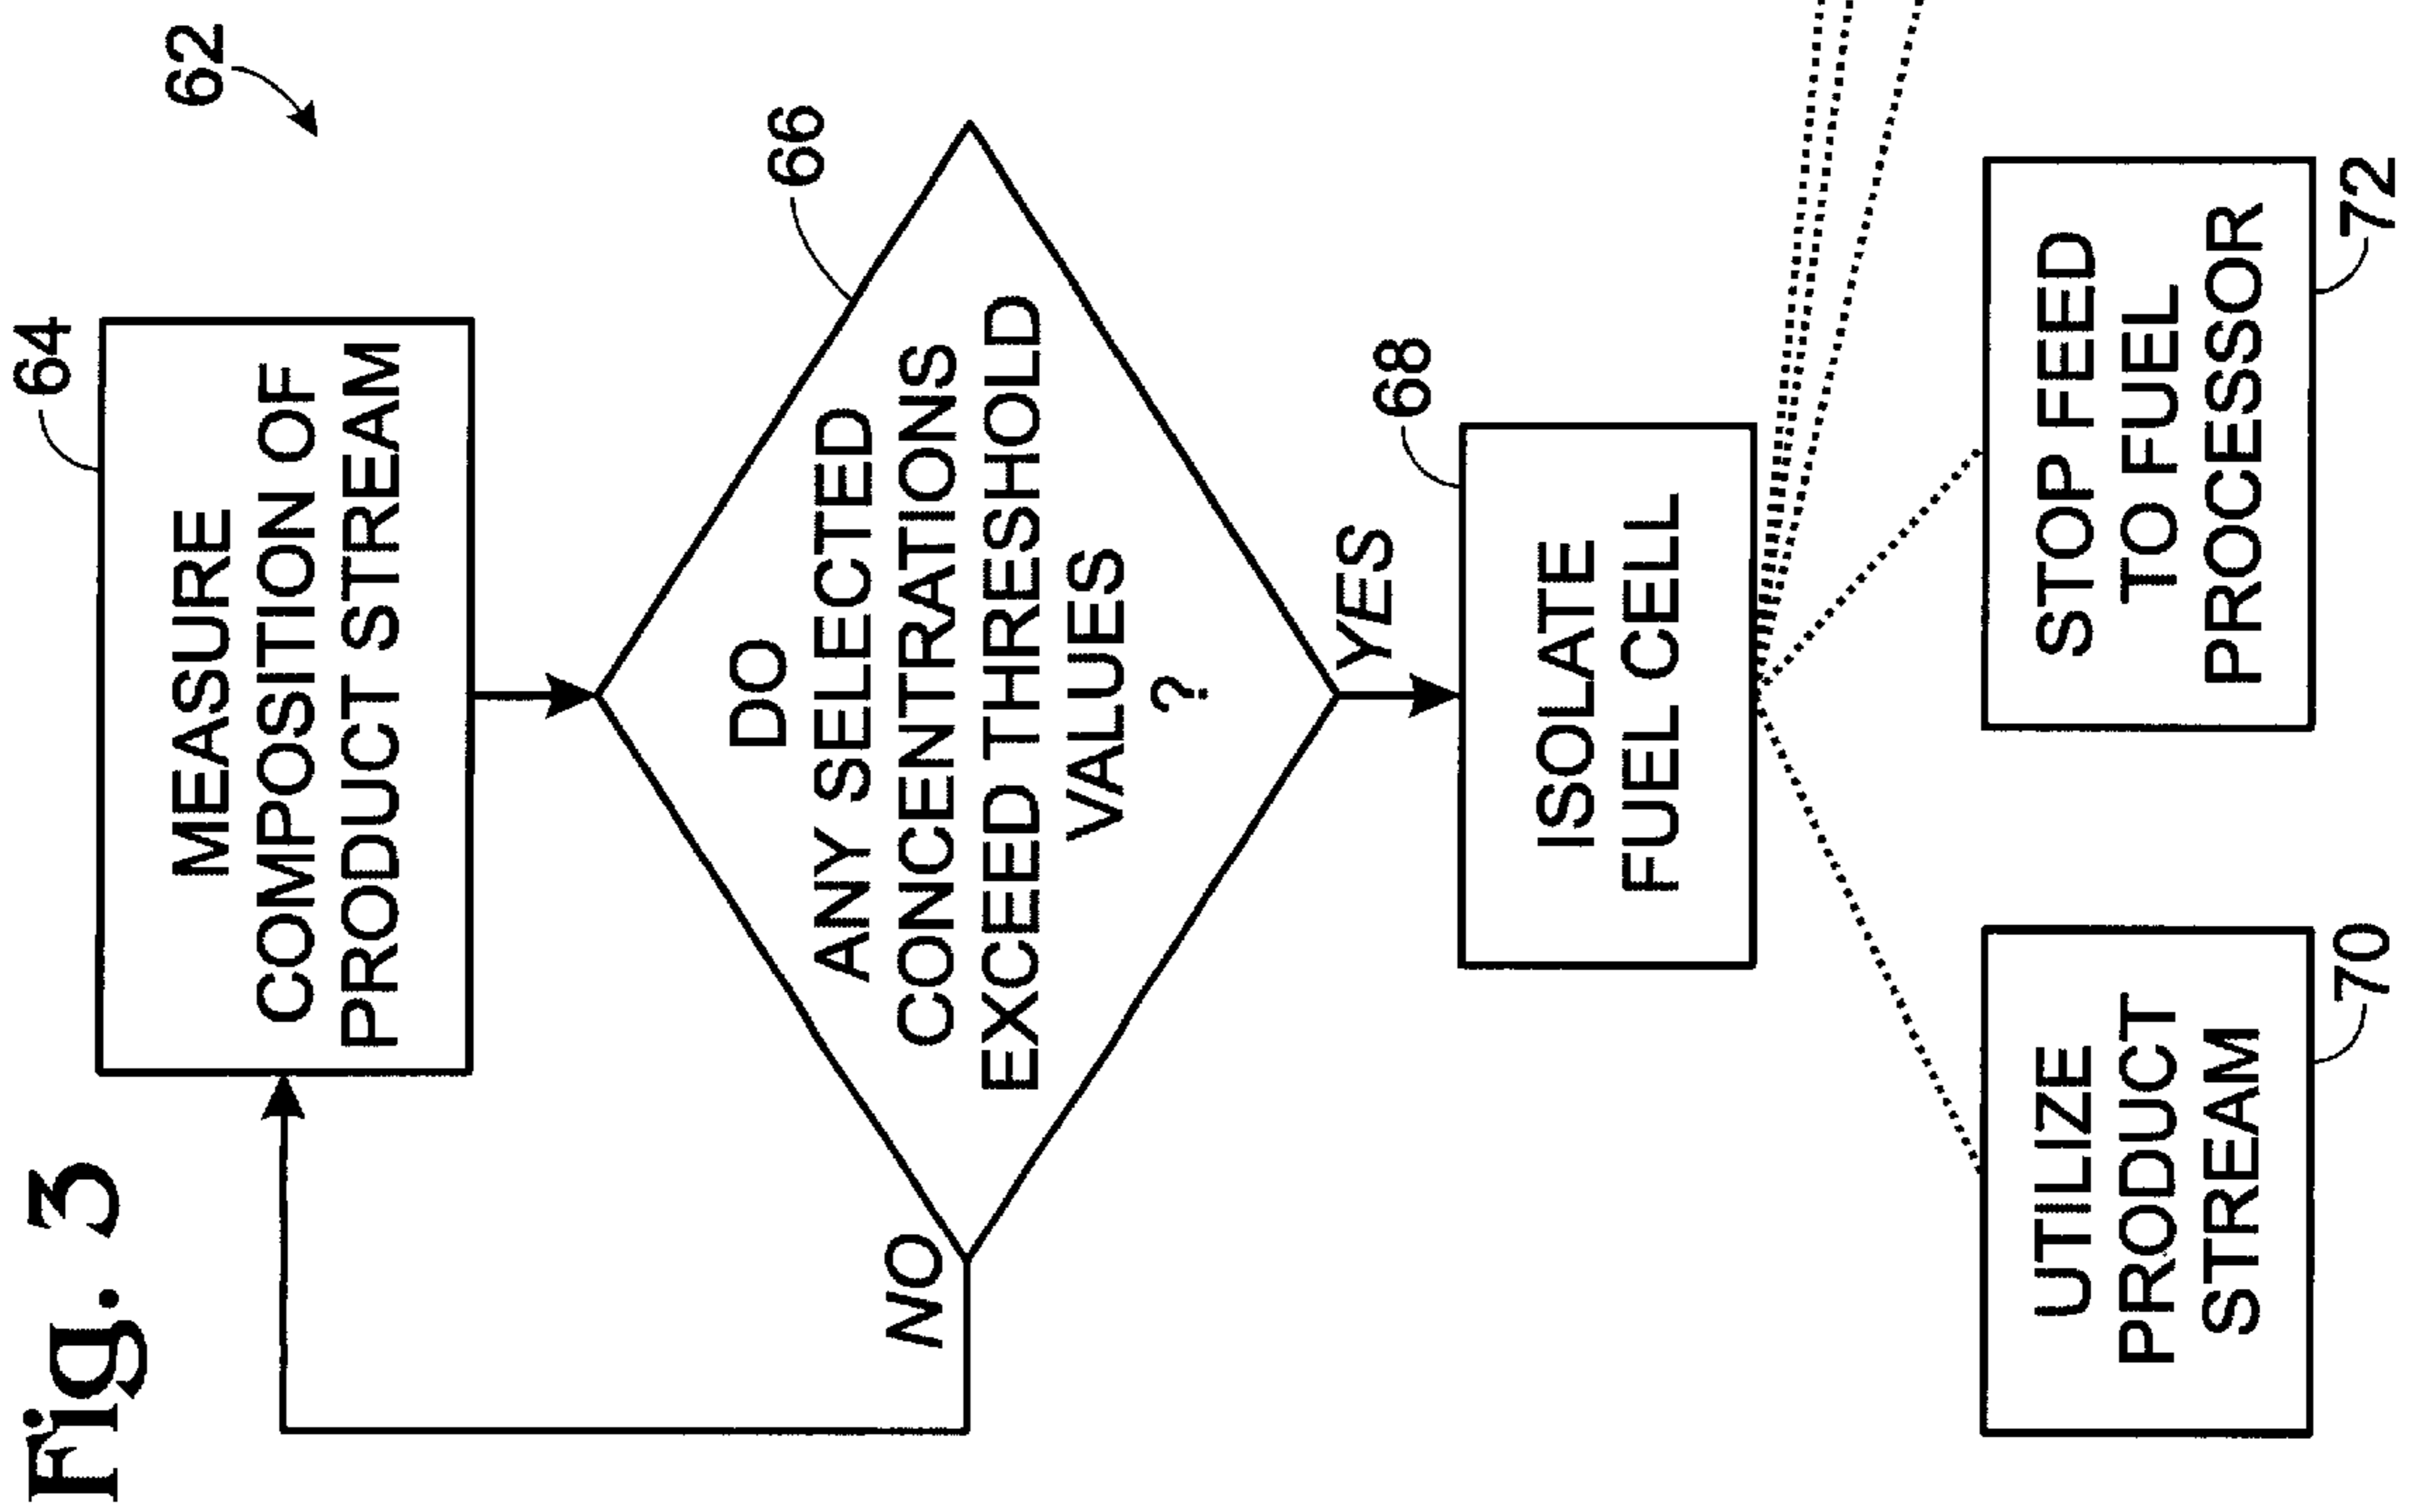 Fig. 3
62
64
MEASURE
COMPOSITION OF
PRODUCT STREAM
66
DO
ANY SELECTED
CONCENTRATIONS
EXCEED THRESHOLD
VALUES
?
NO
YES
68
ISOLATE
FUEL CELL
UTILIZE
PRODUCT
STREAM
70
STOP FEED
TO FUEL
PROCESSOR
72